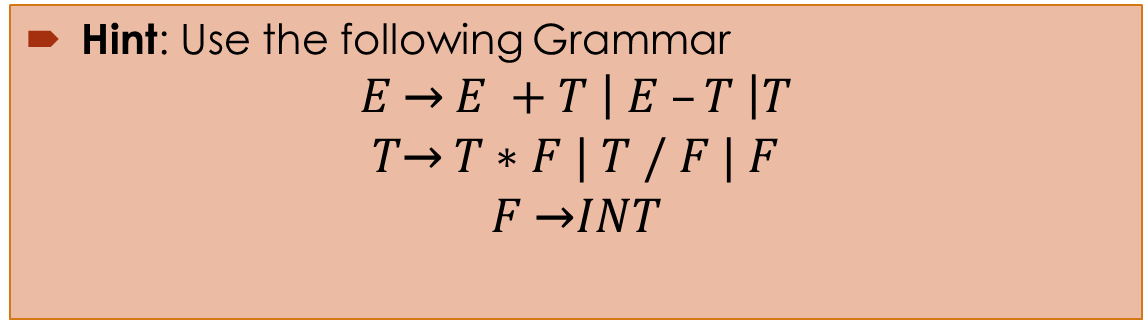 Hint: Use the following Grammar
E → E + T | E – T |T
T→ T ∗ F | T / F | F
F →INT